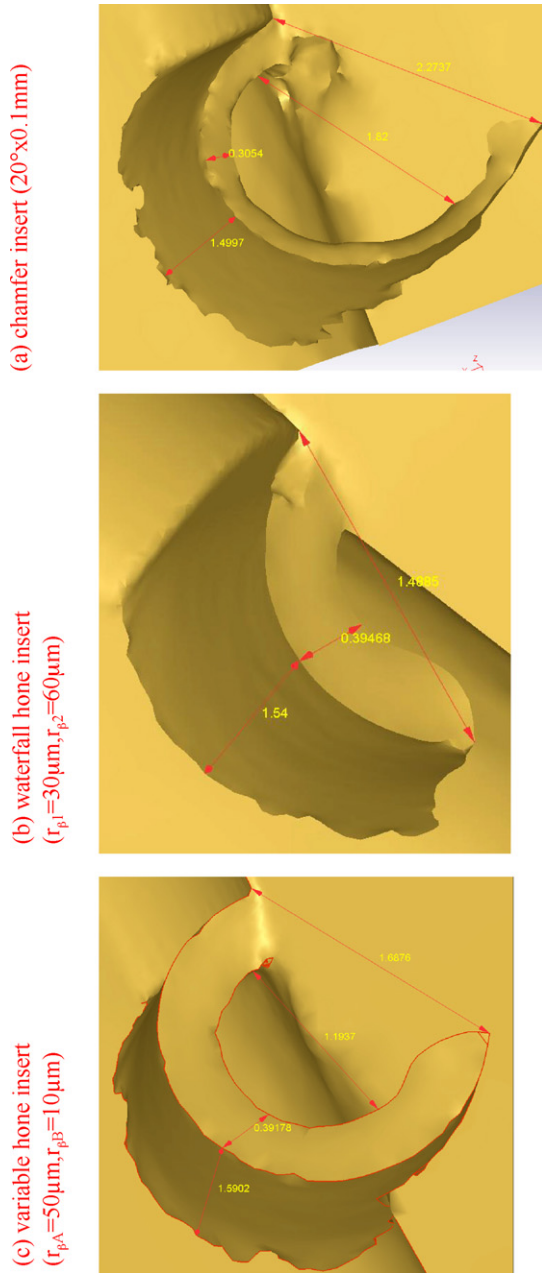 (a) chamfer insert (20°x0.1mm)
2.2737
1.82
0.3054
1.4997
z
(b) waterfall hone insert
(rβ1=30μm,rβ2=60μm)
1.4885
0.39468
1.54
(c) variable hone insert
(rβA=50μm,rβB=10μm)
1.6876
1.1937
0.39178
1.5902